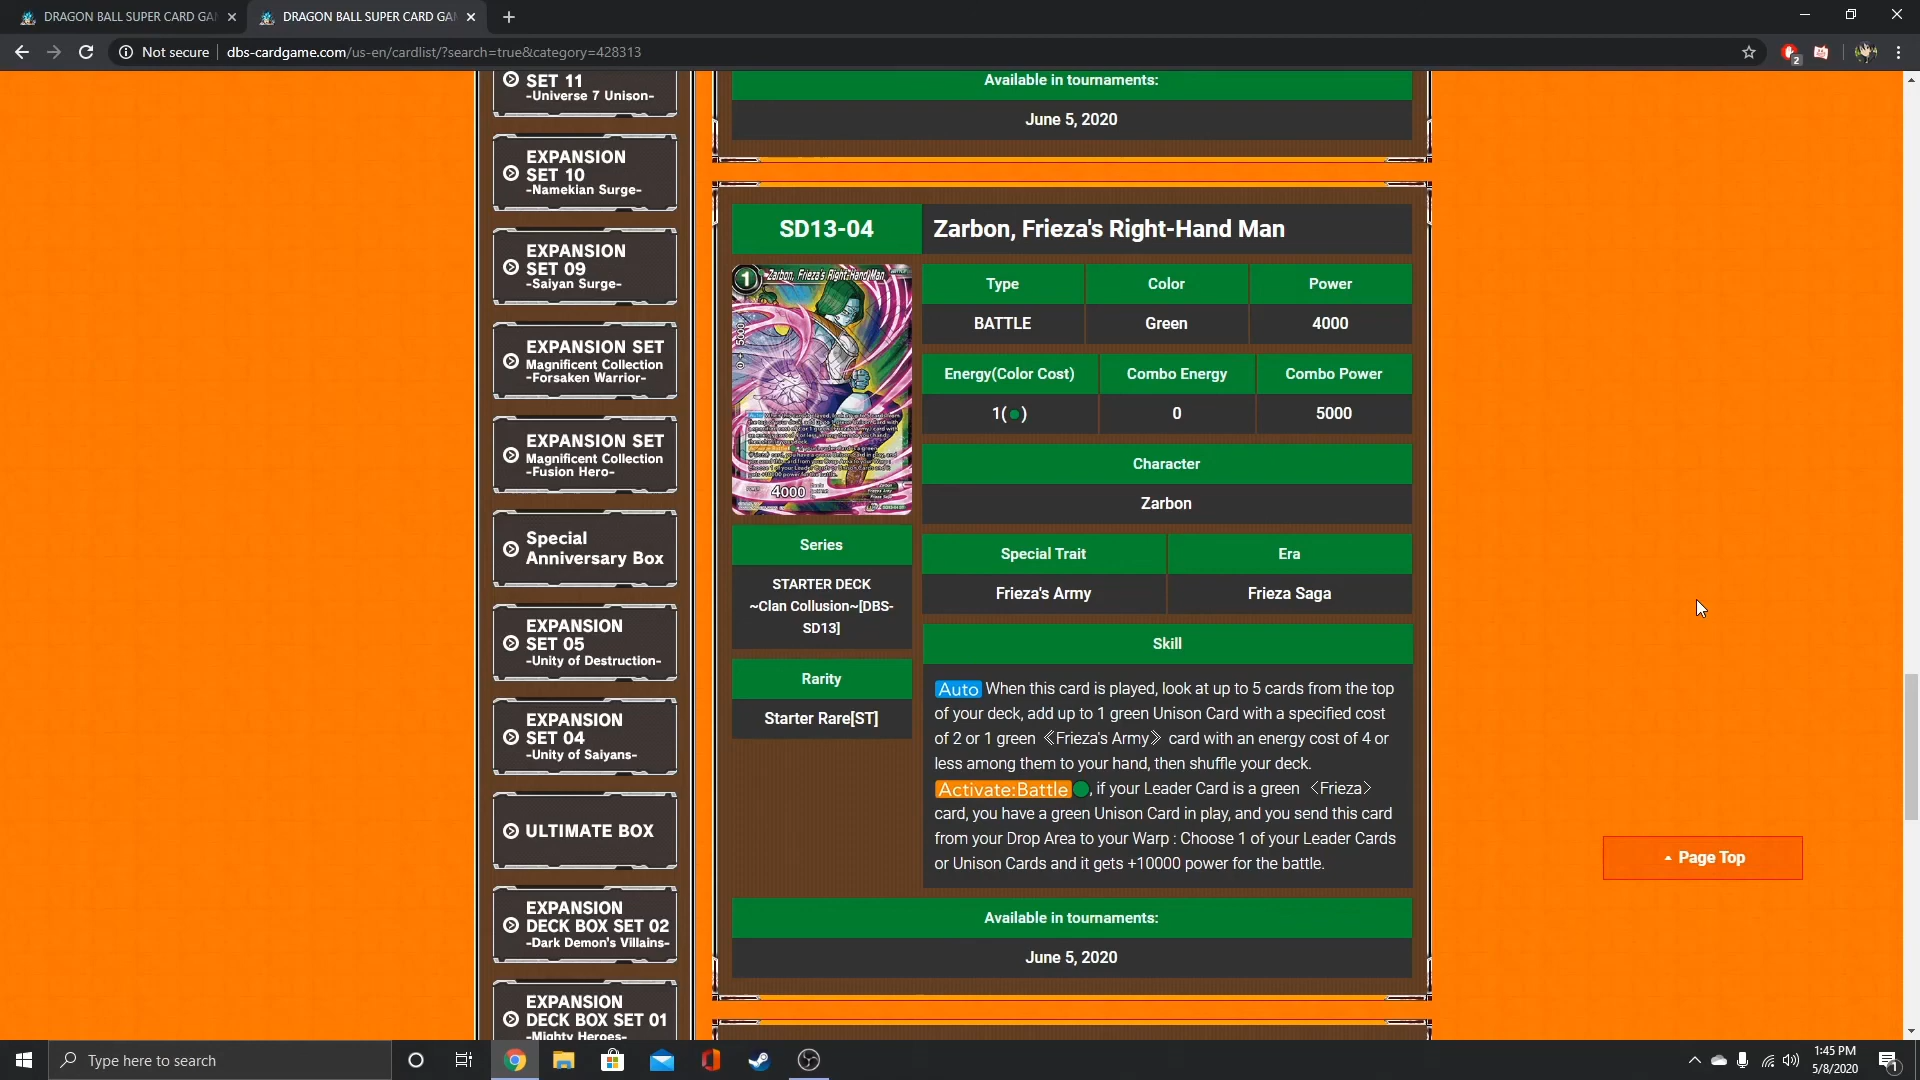 DRAGON BALL SUPER CARD GA
DRAGON BALL SUPER CARD GA
Not secure
dbs-cardgame.com/us-en/cardlist/?search=true&category=428313
2
SET 11
-Universe 7 Unison-
EXPANSION
SET 10
-Namekian Surge-
EXPANSION
SET 09
-Saiyan Surge-
EXPANSION SET
Magnificent Collection
-Forsaken Warrior-
EXPANSION SET
Magnificent Collection
-Fusion Hero-
Special
Anniversary Box
EXPANSION
SET 05
-Unity of Destruction-
EXPANSION
SET 04
-Unity of Saiyans-
ULTIMATE BOX
EXPANSION
DECK BOX SET 02
-Dark Demon's Villains-
EXPANSION
DECK BOX SET 01
-Mighty Heroes-
Available in tournaments:
June 5, 2020
SD13-04
Zarbon, Frieza's Right-Hand Man
1
Zarbon, Frieza's Right-Hand Man
4000
Type
Color
Power
BATTLE
Green
4000
Energy(Color Cost)
Combo Energy
Combo Power
1( )
0
5000
Character
Zarbon
Series
STARTER DECK
~Clan Collusion~[DBS-
SD13]
Special Trait
Era
Frieza's Army
Frieza Saga
Rarity
Starter Rare[ST]
Skill
Auto When this card is played, look at up to 5 cards from the top
of your deck, add up to 1 green Unison Card with a specified cost
of 2 or 1 green 《Frieza's Army》 card with an energy cost of 4 or
less among them to your hand, then shuffle your deck.
Activate:Battle , if your Leader Card is a green 〈Frieza〉
card, you have a green Unison Card in play, and you send this card
from your Drop Area to your Warp : Choose 1 of your Leader Cards
or Unison Cards and it gets +10000 power for the battle.
Available in tournaments:
June 5, 2020
Page Top
Type here to search
1:45 PM
5/8/2020
1